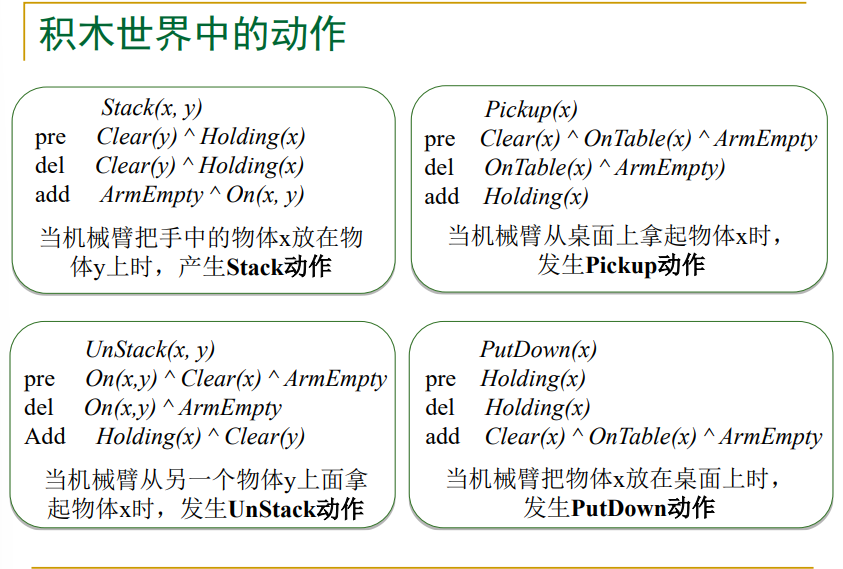 积木世界中的动作
Stack(x, y)
pre Clear(y) ^ Holding(x)
del Clear(y) ^ Holding(x)
add ArmEmpty ^ On(x, y)
当机械臂把手中的物体x放在物
体y上时，产生Stack动作
Pickup(x)
pre Clear(x) ^ OnTable(x) ^ ArmEmpty
del OnTable(x) ^ ArmEmpty)
add Holding(x)
当机械臂从桌面上拿起物体x时，
发生Pickup动作
UnStack(x, y)
pre On(x,y) ^ Clear(x) ^ ArmEmpty
del On(x,y) ^ ArmEmpty
Add Holding(x) ^ Clear(y)
当机械臂从另一个物体y上面拿
起物体x时，发生UnStack动作
PutDown(x)
pre Holding(x)
del Holding(x)
add Clear(x) ^ OnTable(x) ^ ArmEmpty
当机械臂把物体x放在桌面上时，
发生PutDown动作